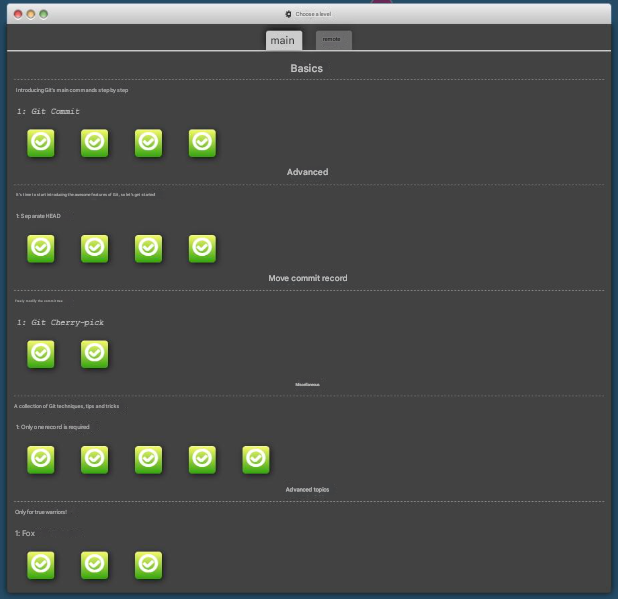 Choose a level
main
remote
Basics
Introducing Git's main commands step by step
1: Git Commit
Advanced
It's time to start introducing the awesome features of Git, so let's get started
1: Separate HEAD
Move commit record
Freely modify the commit tree
1: Git Cherry-pick
Miscellaneous
A collection of Git techniques, tips and tricks
1: Only one record is required
Advanced topics
Only for true warriors!
1: Fox